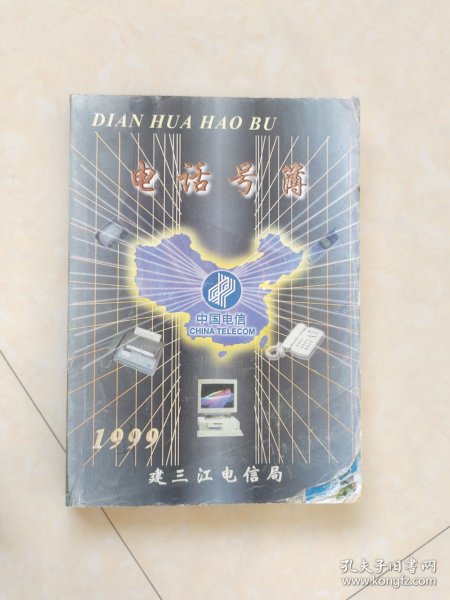 DIAN HUA HAO BU
电话号簿
中国电信
CHINA TELECOM
1999
建三江电信局
孔夫子旧书网
www.kongfz.com